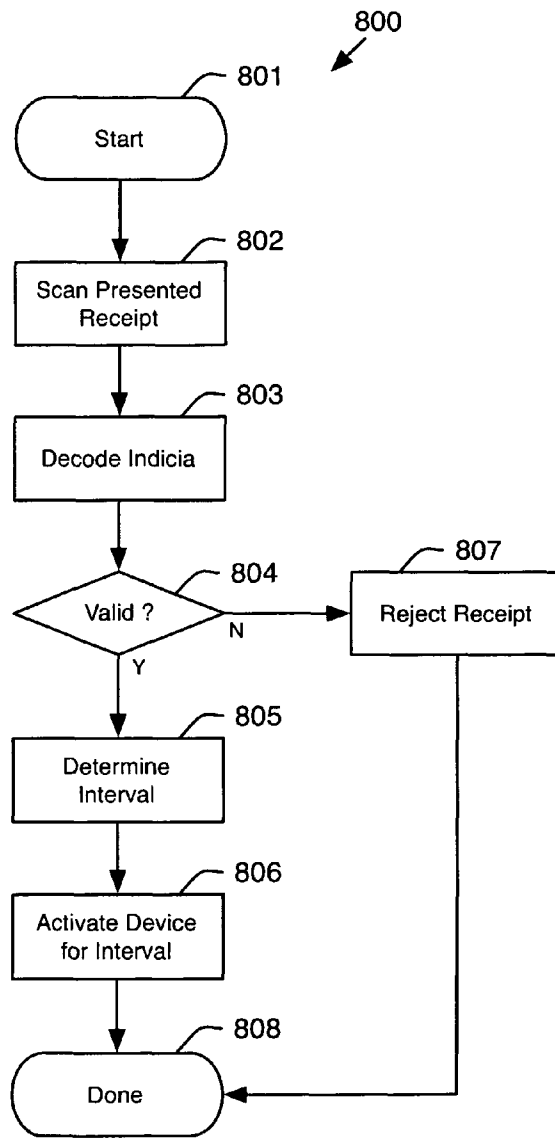 800
801
Start
802
Scan Presented
Receipt
803
Decode Indicia
804
Valid ?
N
Y
807
Reject Receipt
805
Determine
Interval
806
Activate Device
for Interval
808
Done